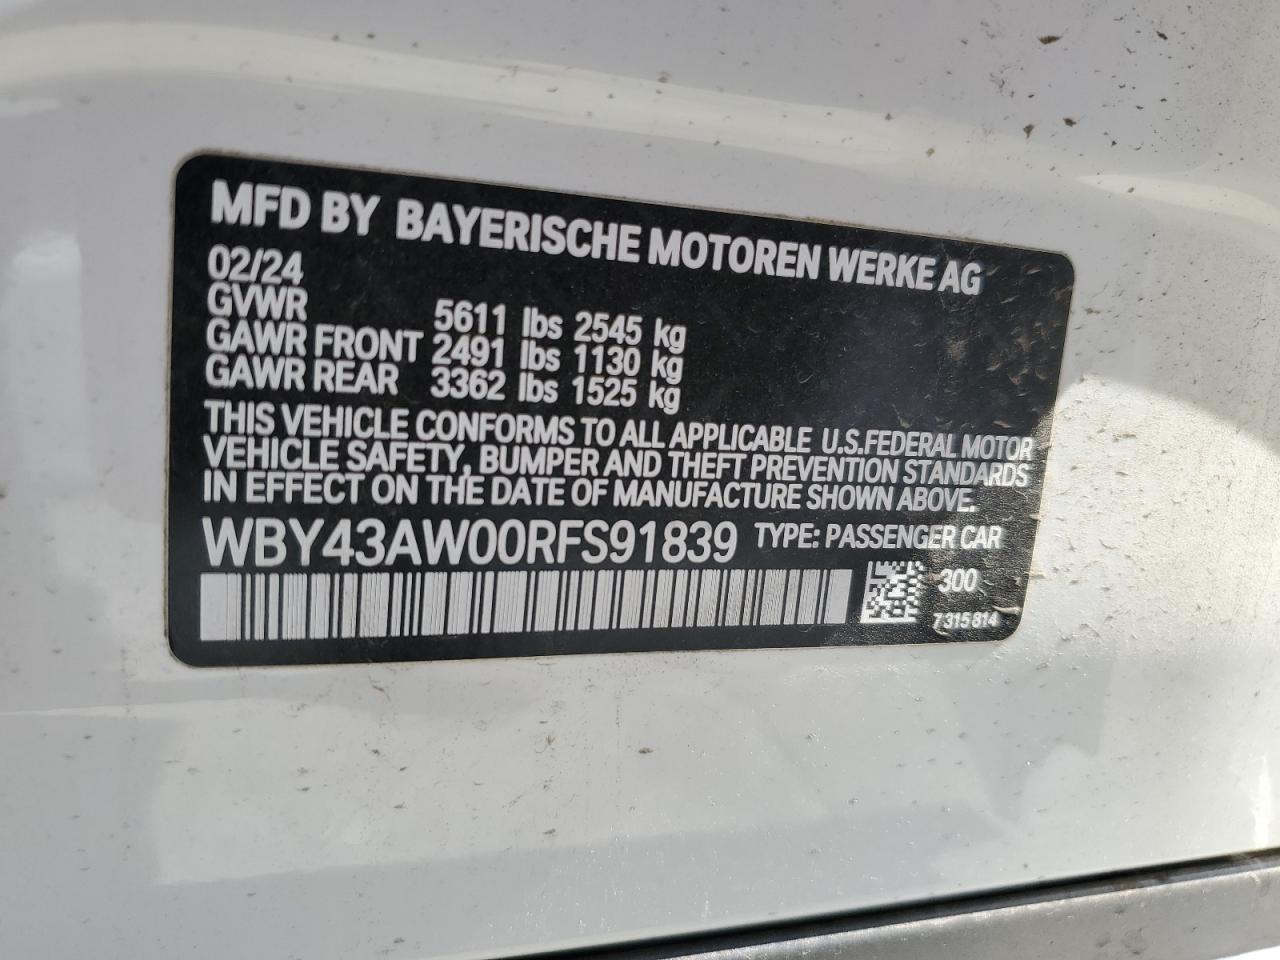 MFD BY BAYERISCHE MOTOREN WERKE AG
02/24
GVWR 5611 lbs 2545 kg
GAWR FRONT 2491 lbs 1130 kg
GAWR REAR 3362 lbs 1525 kg
THIS VEHICLE CONFORMS TO ALL APPLICABLE U.S.FEDERAL MOTOR
VEHICLE SAFETY, BUMPER AND THEFT PREVENTION STANDARDS
IN EFFECT ON THE DATE OF MANUFACTURE SHOWN ABOVE.
WBY43AW00RFS91839 TYPE: PASSENGER CAR
300
7 315 814